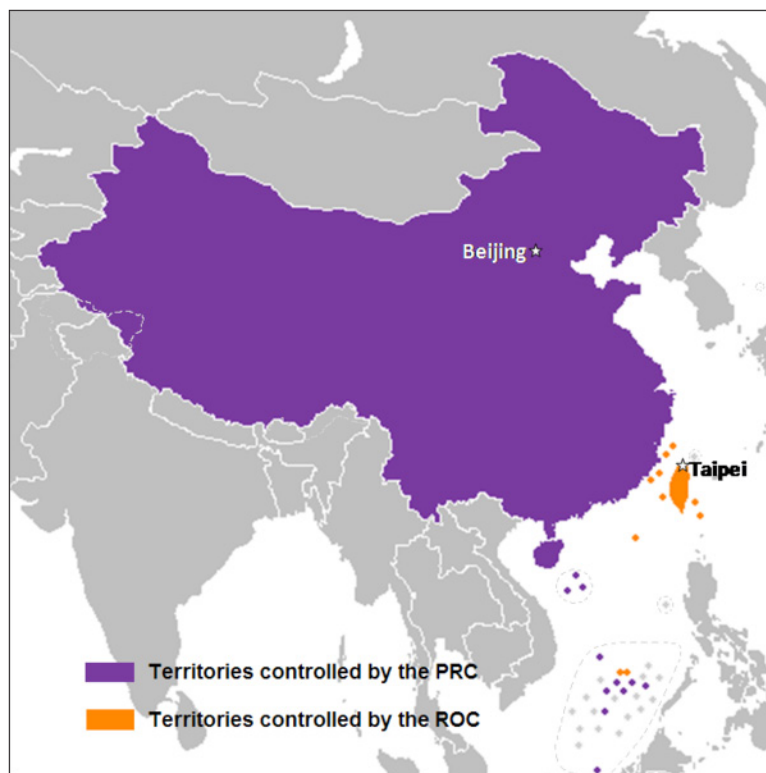 Beijing
Taipei
Territories controlled by the PRC
Territories controlled by the ROC